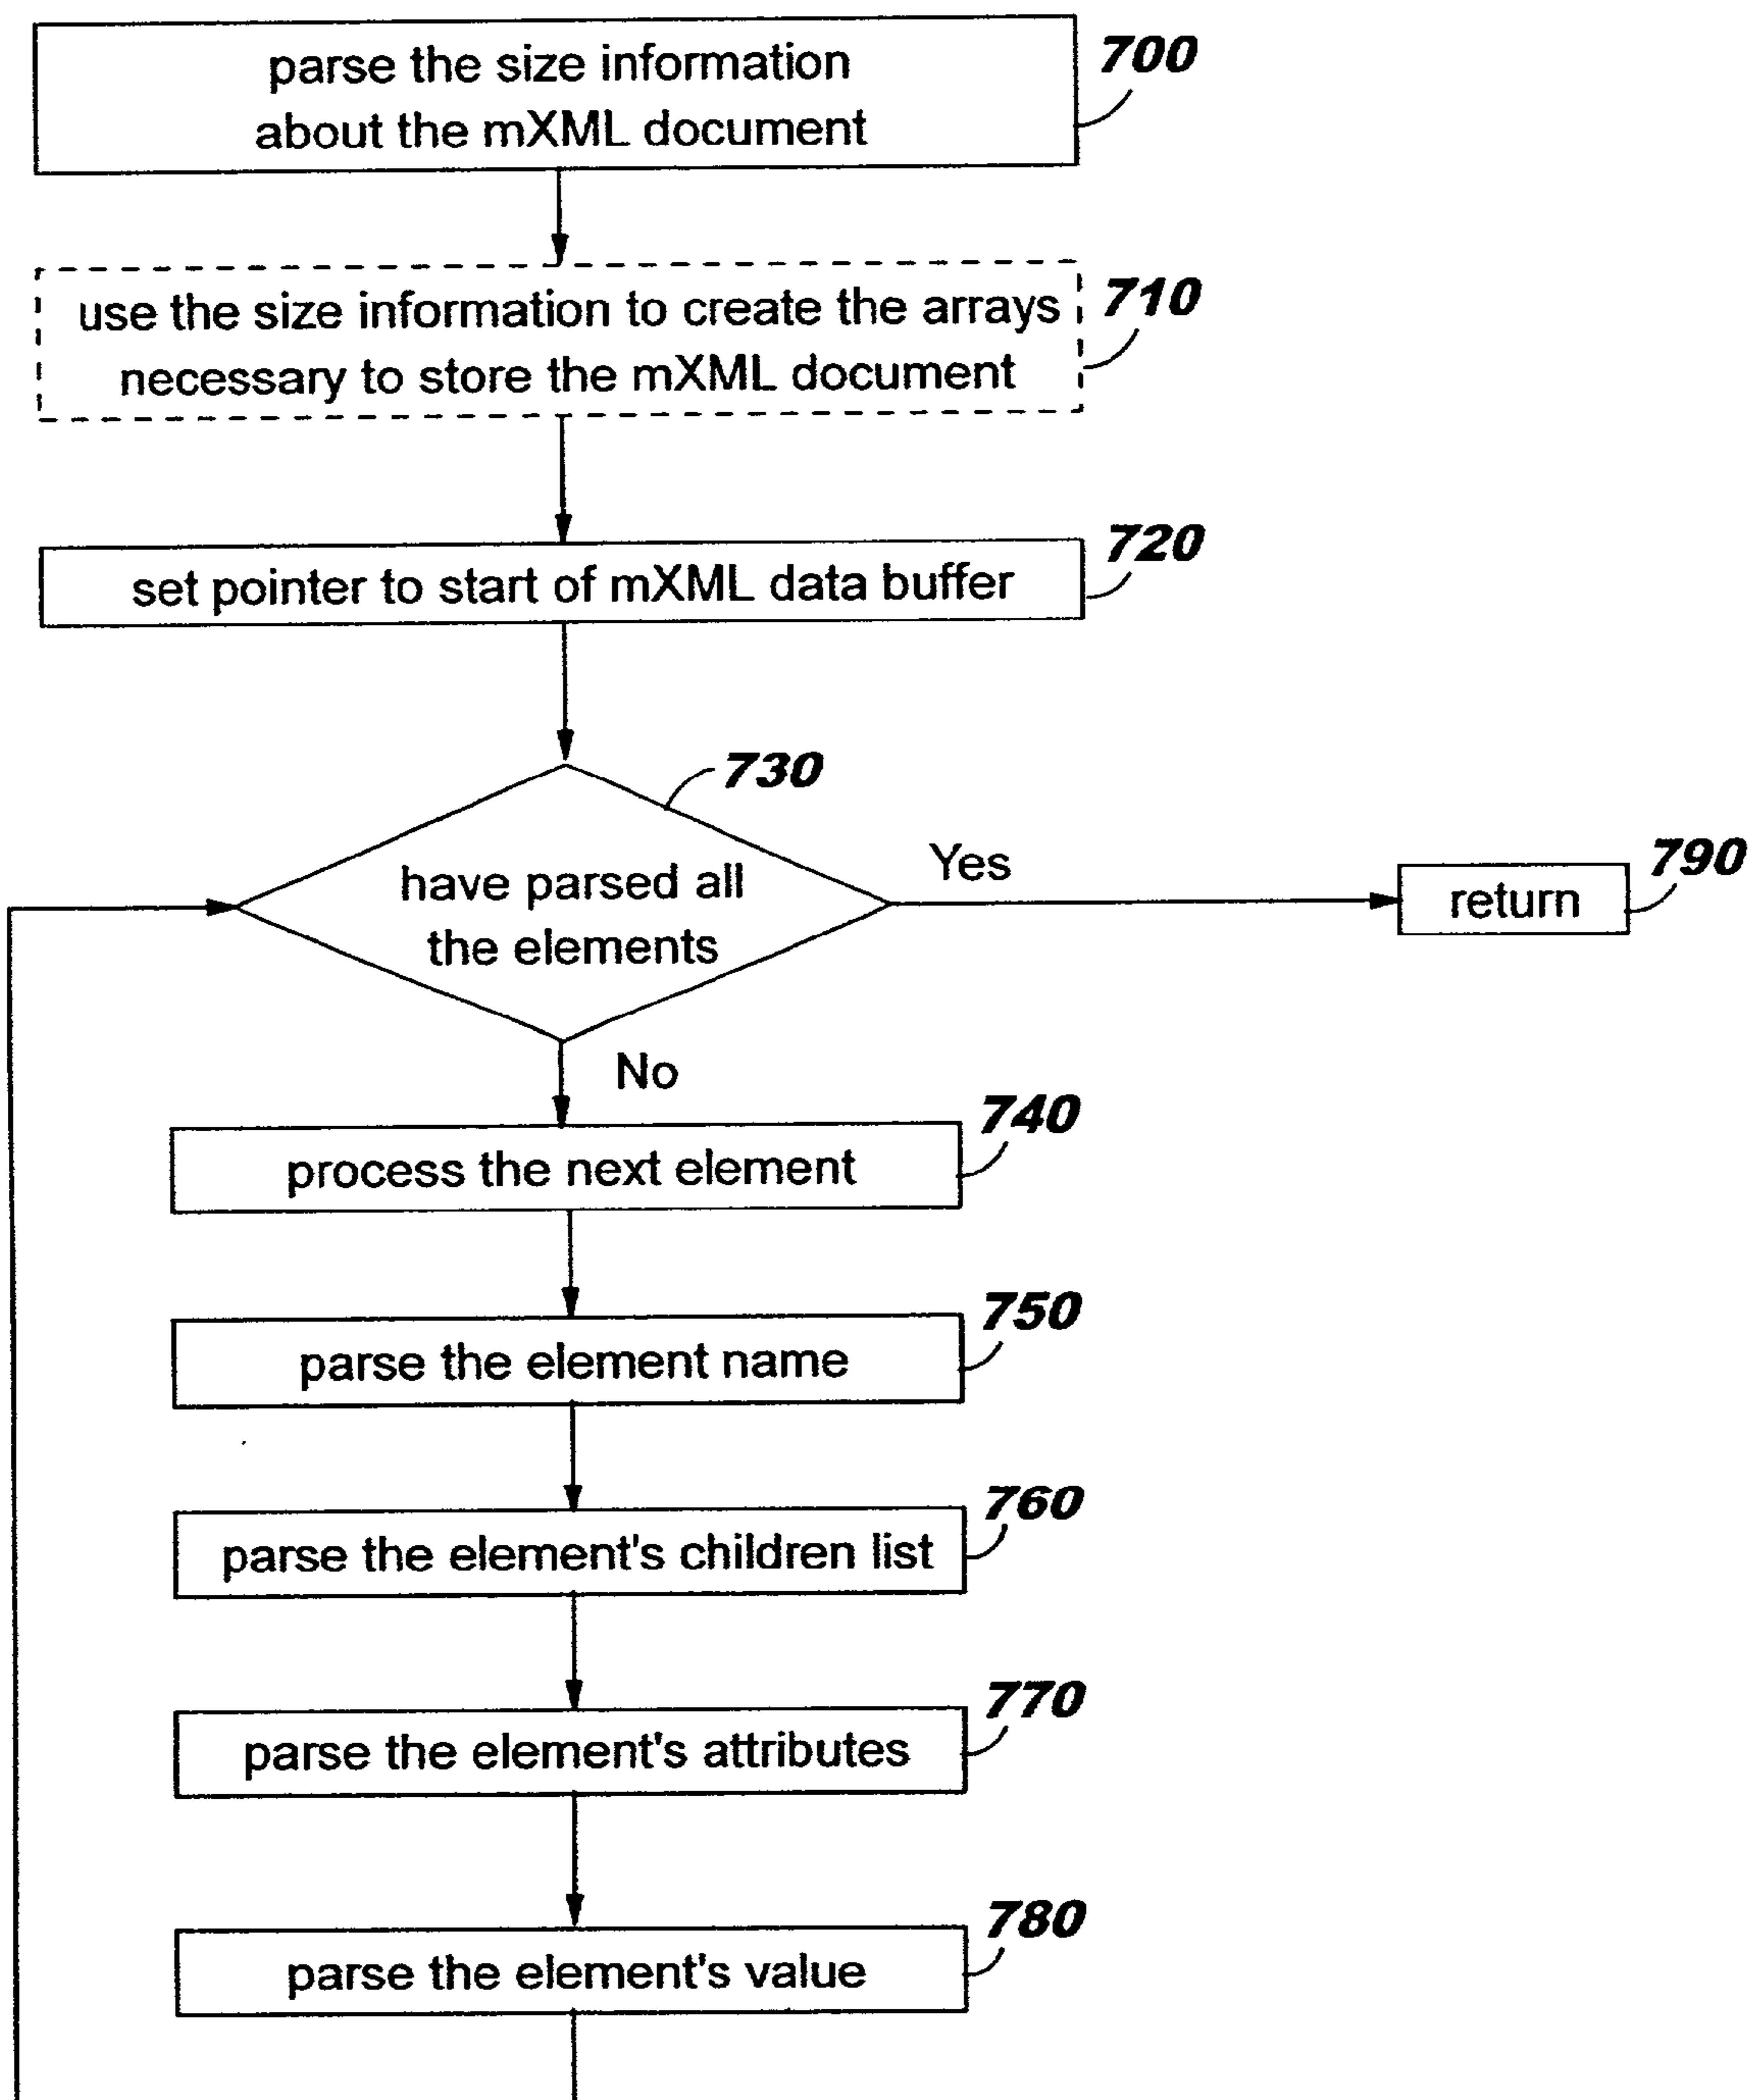 parse the size information
about the mXML document
700
use the size information to create the arrays
necessary to store the mXML document
710
set pointer to start of mXML data buffer
720
730
have parsed all
the elements
Yes
return
790
No
740
process the next element
750
parse the element name
760
parse the element's children list
770
parse the element's attributes
780
parse the element's value